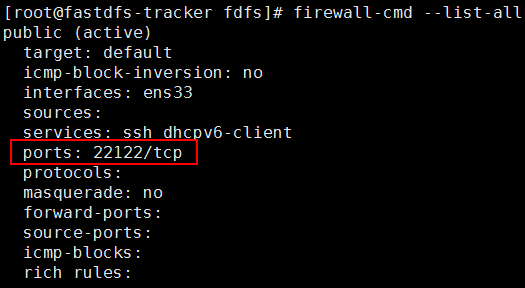 [root@fastdfs-tracker fdfs]# firewall-cmd --list-all
public (active)
  target: default
  icmp-block-inversion: no
  interfaces: ens33
  sources:
  services: ssh dhcpv6-client
  ports: 22122/tcp
  protocols:
  masquerade: no
  forward-ports:
  source-ports:
  icmp-blocks:
  rich rules: